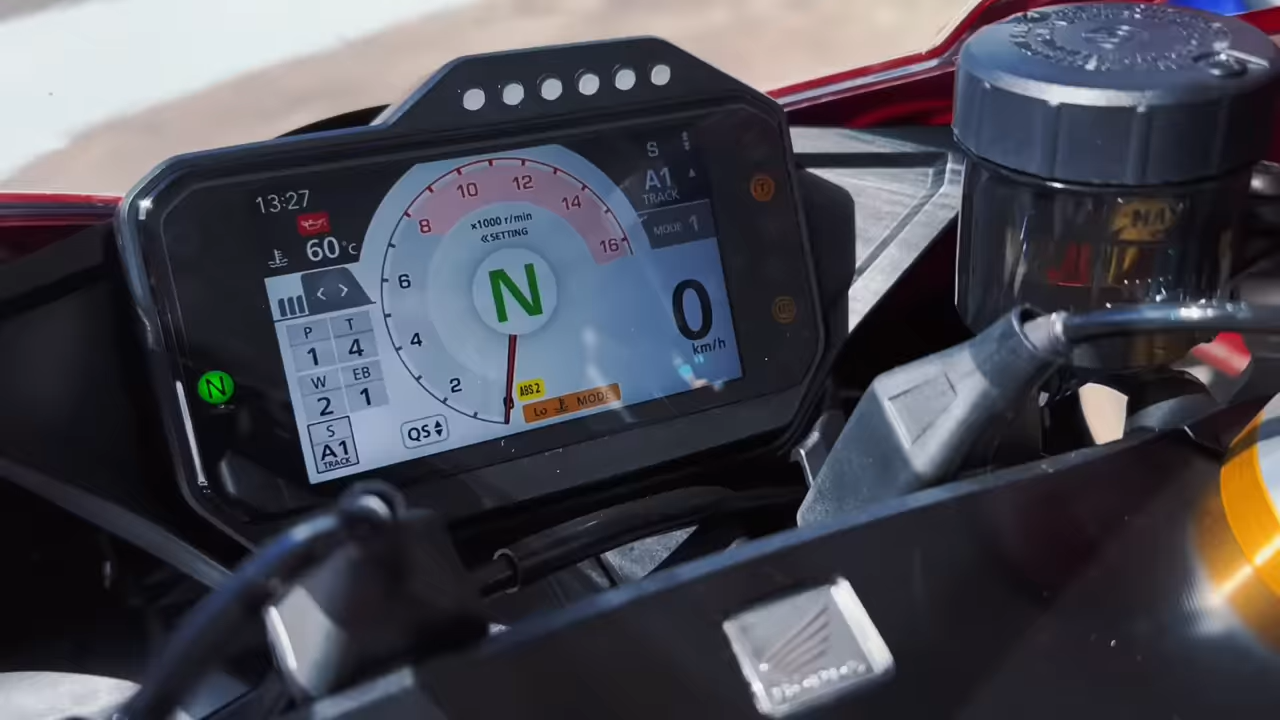 13:27
60°C
S
A1
TRACK
MODE 1
8
10
12
14
16
x1000 r/min
«SETTING
N
6
4
2
0
0
km/h
< >
P
1
T
4
W
2
EB
1
S
A1
TRACK
QS
ABS 2
Lo MODE
N
T